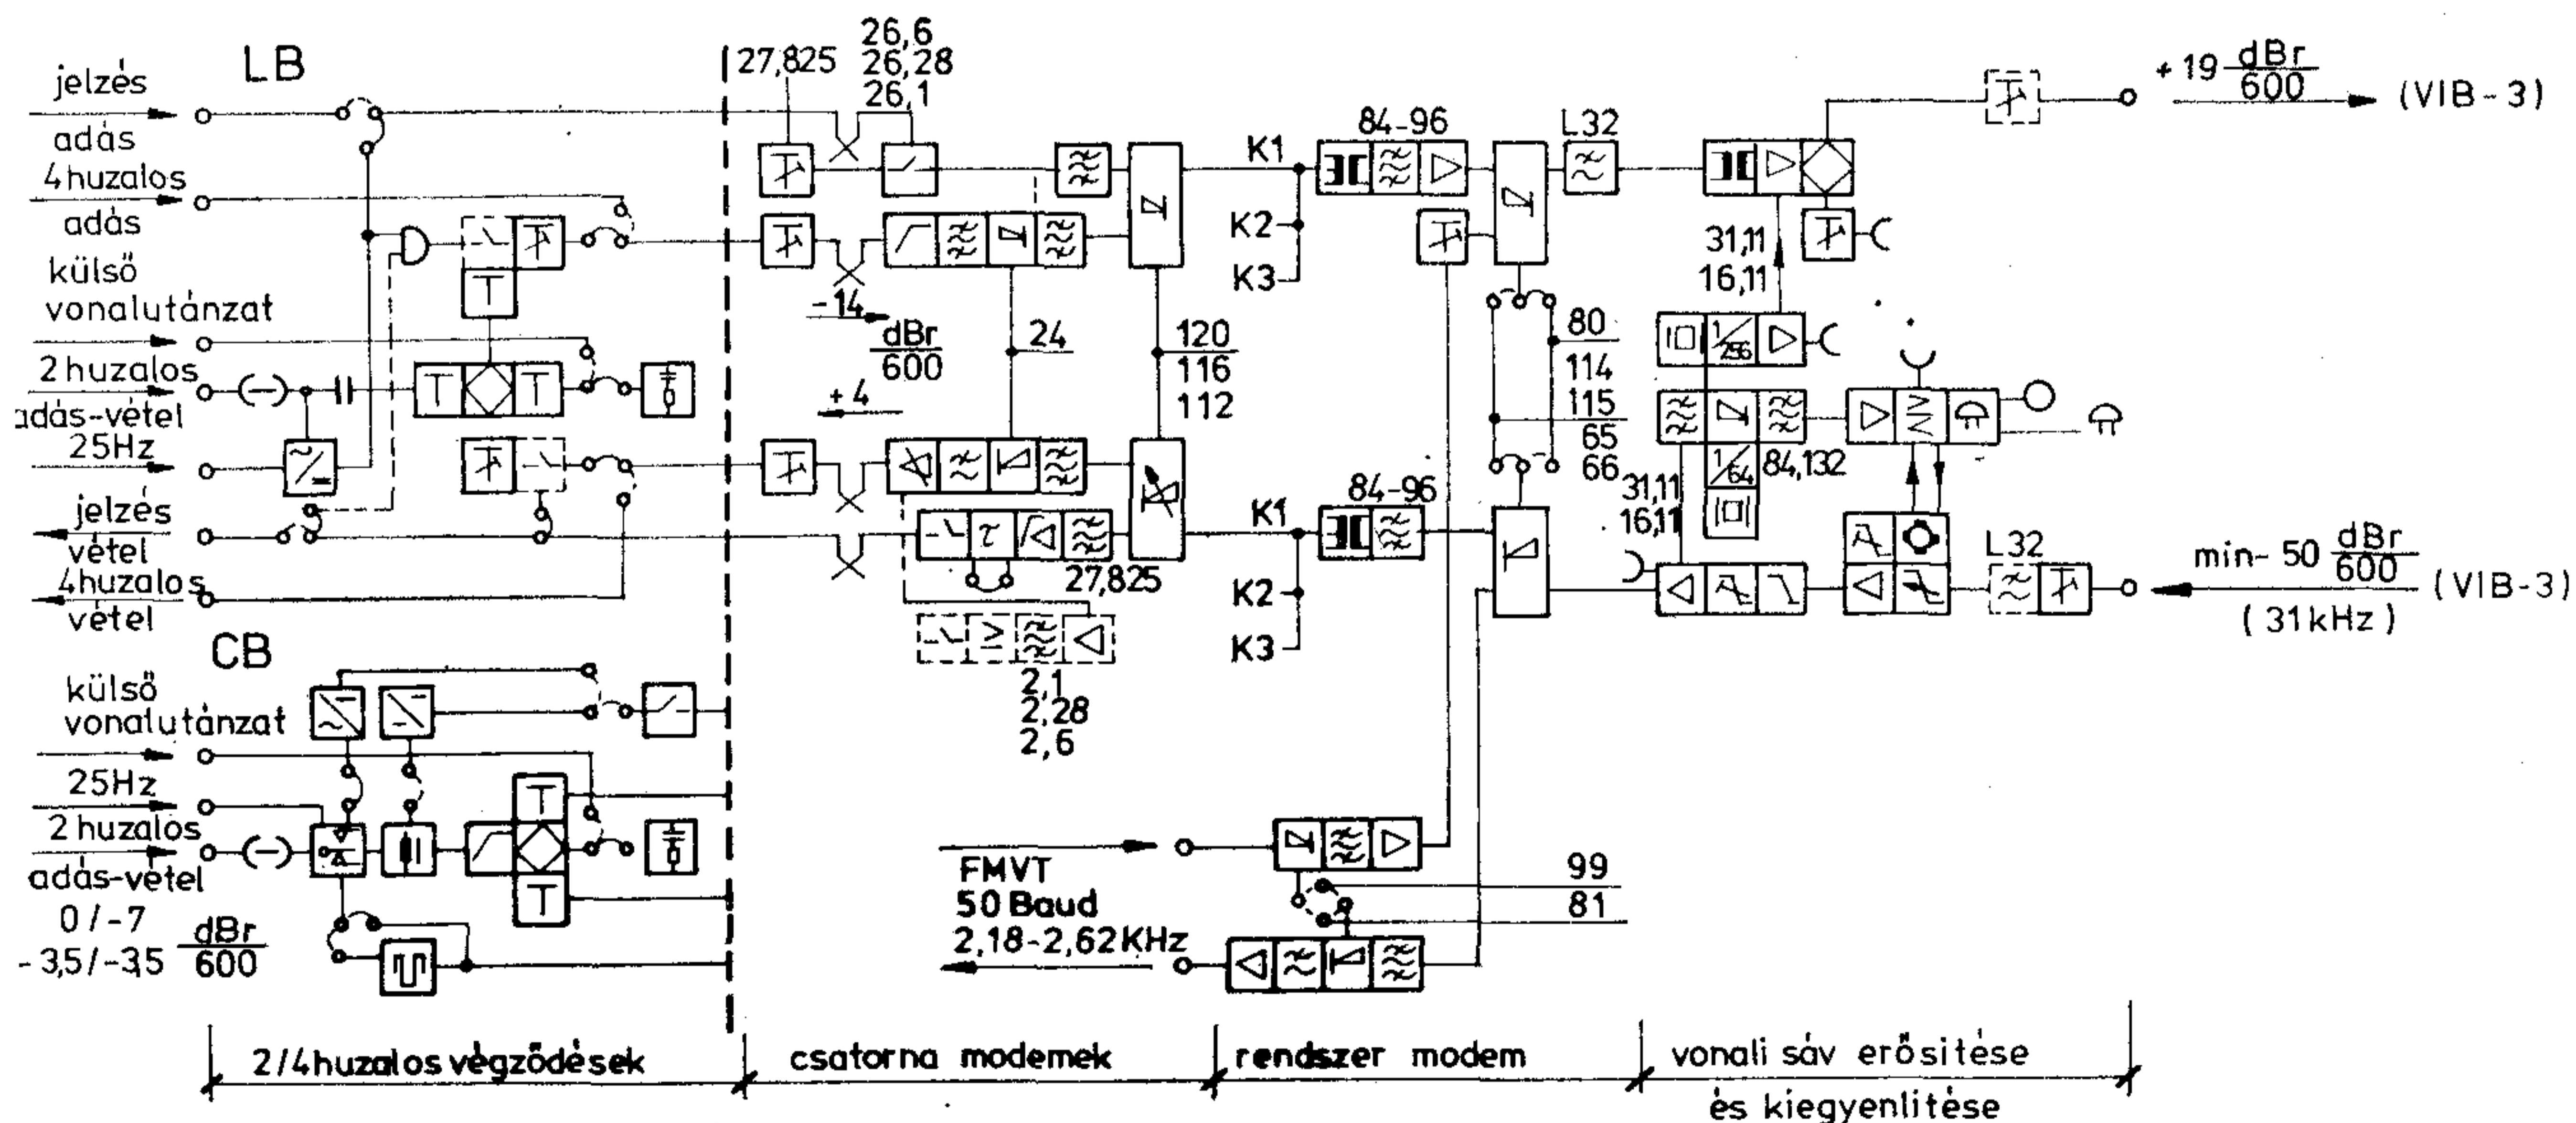 LB
jelzés
adás
4huzalos
adás
külső
vonalutánzat
2 huzalos
adás-vétel
25Hz
jelzés
vétel
4huzalos
vétel
CB
külső
vonalutánzat
25Hz
2 huzalos
adás-vétel
0/-7
-3,5/-3,5 dBr
600
27,825
26,6
26,28
26,1
-14
dBr
600
+4
24
120
116
112
27,825
2,1
2,28
2,6
K1
K2
K3
84-96
L32
K1
K2
K3
84-96
80
114
115
65
66
31,11
16,11
1/256
1/64
84,132
31,11
16,11
L32
+19 dBr
600
(VIB-3)
min-50 dBr
600
(VIB-3)
(31kHz)
FMVT
50 Baud
2,18-2,62KHz
99
81
2/4huzalos végződések
csatorna modemek
rendszer modem
vonali sáv erősitése
és kiegyenlitése